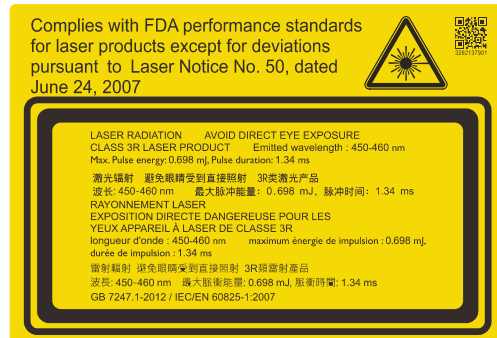 Complies with FDA performance standards
for laser products except for deviations
pursuant to Laser Notice No. 50, dated
June 24, 2007
3262137901
LASER RADIATION AVOID DIRECT EYE EXPOSURE
CLASS 3R LASER PRODUCT Emitted wavelength : 450-460 nm
Max. Pulse energy: 0.698 mJ, Pulse duration: 1.34 ms
激光辐射 避免眼睛受到直接照射 3R类激光产品
波长: 450-460 nm 最大脉冲能量: 0.698 mJ, 脉冲时间: 1.34 ms
RAYONNEMENT LASER
EXPOSITION DIRECTE DANGEREUSE POUR LES
YEUX APPAREIL À LASER DE CLASSE 3R
longueur d'onde : 450-460 nm maximum énergie de impulsion : 0.698 mJ,
durée de impulsion : 1.34 ms
雷射輻射 避免眼睛受到直接照射 3R類雷射產品
波長: 450-460 nm 最大脈衝能量: 0.698 mJ, 脈衝時間: 1.34 ms
GB 7247.1-2012 / IEC/EN 60825-1:2007